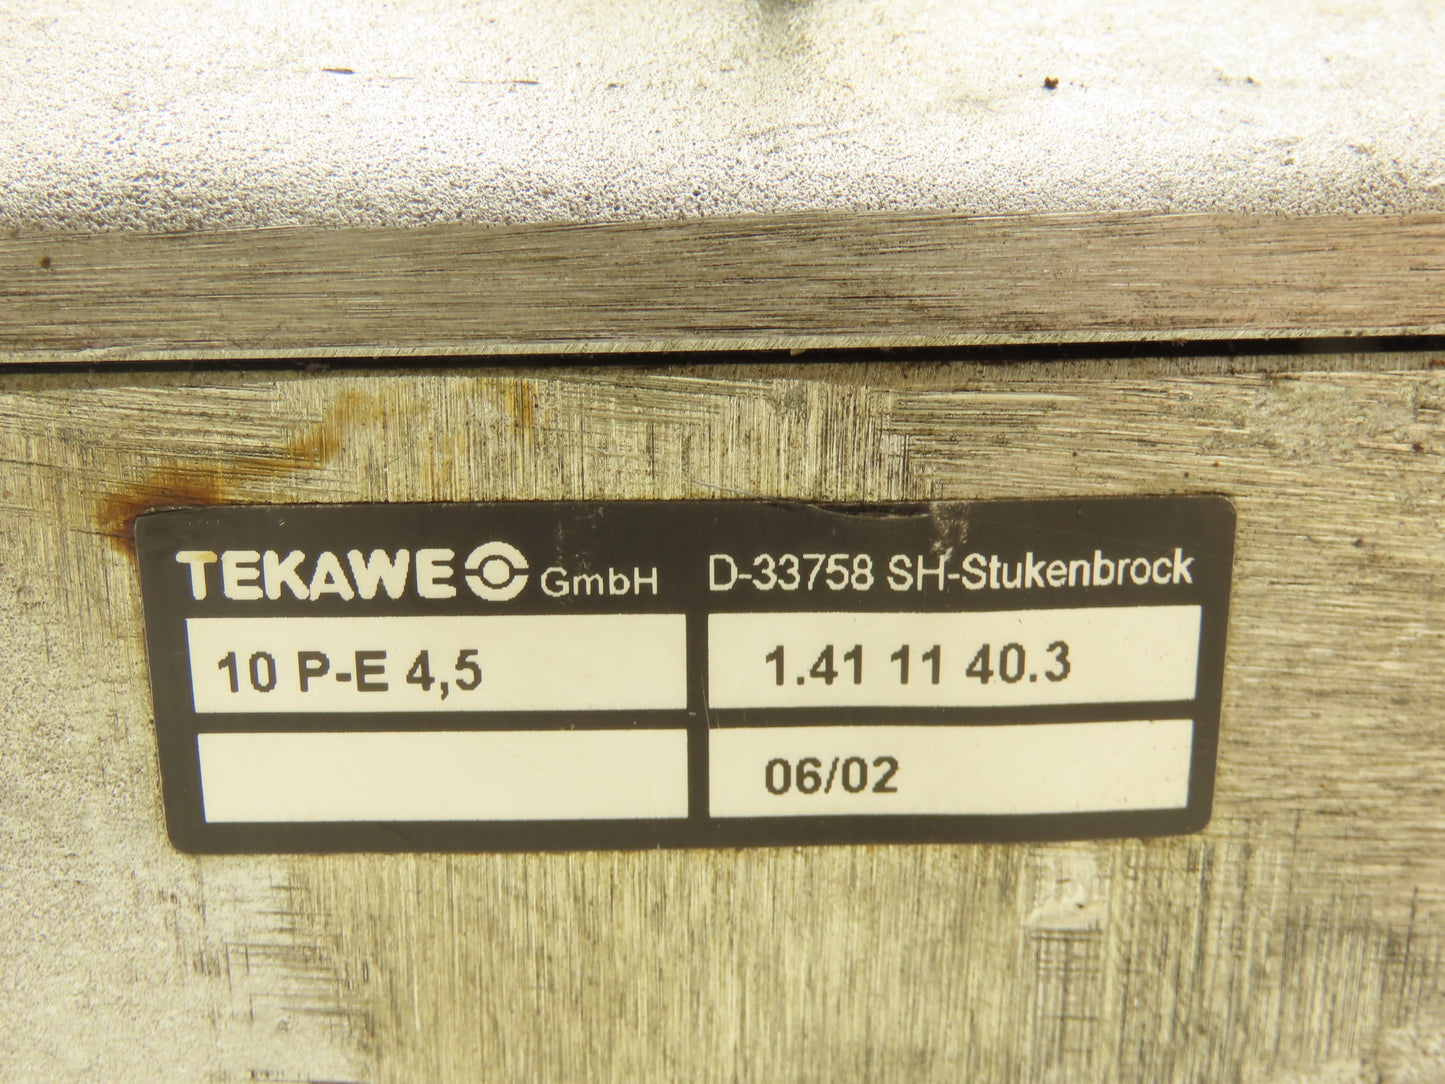 TEKAWE GmbH D-33758 SH-Stukenbrock
10 P-E 4,5 1.41 11 40.3
06/02